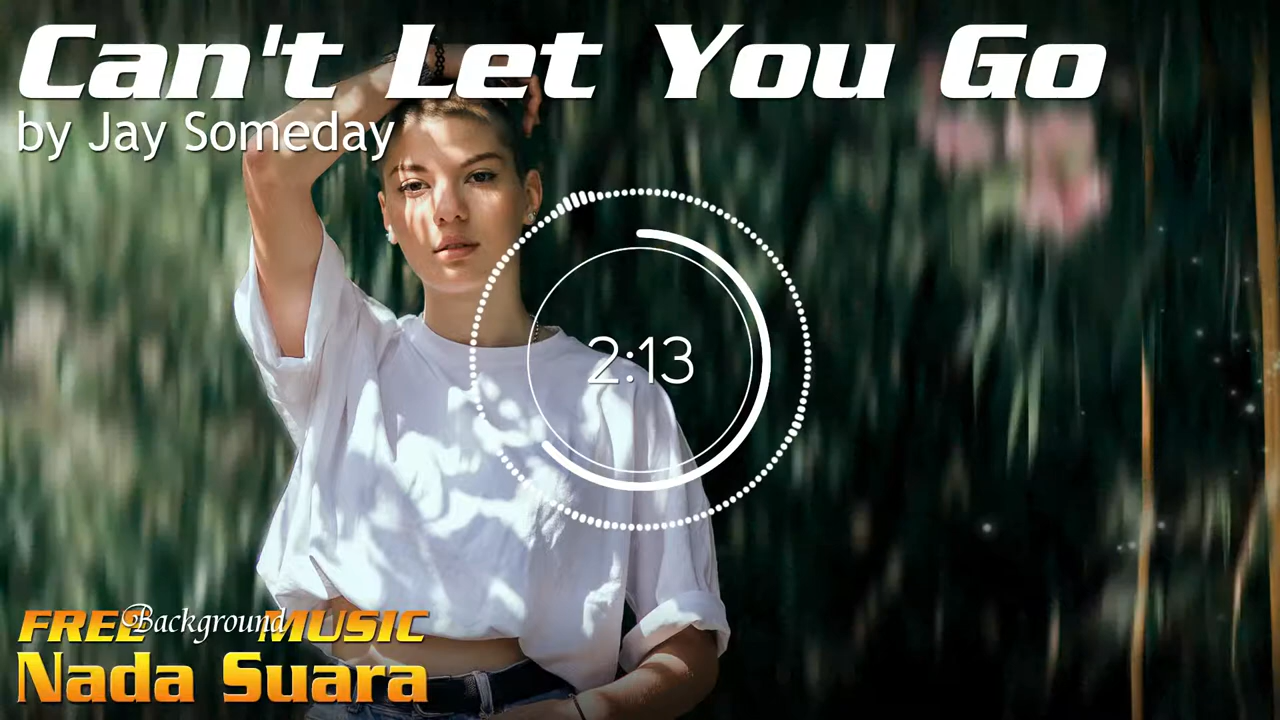 Can't Let You Go
by Jay Someday
2:13
FREE Background MUSIC
Nada Suara